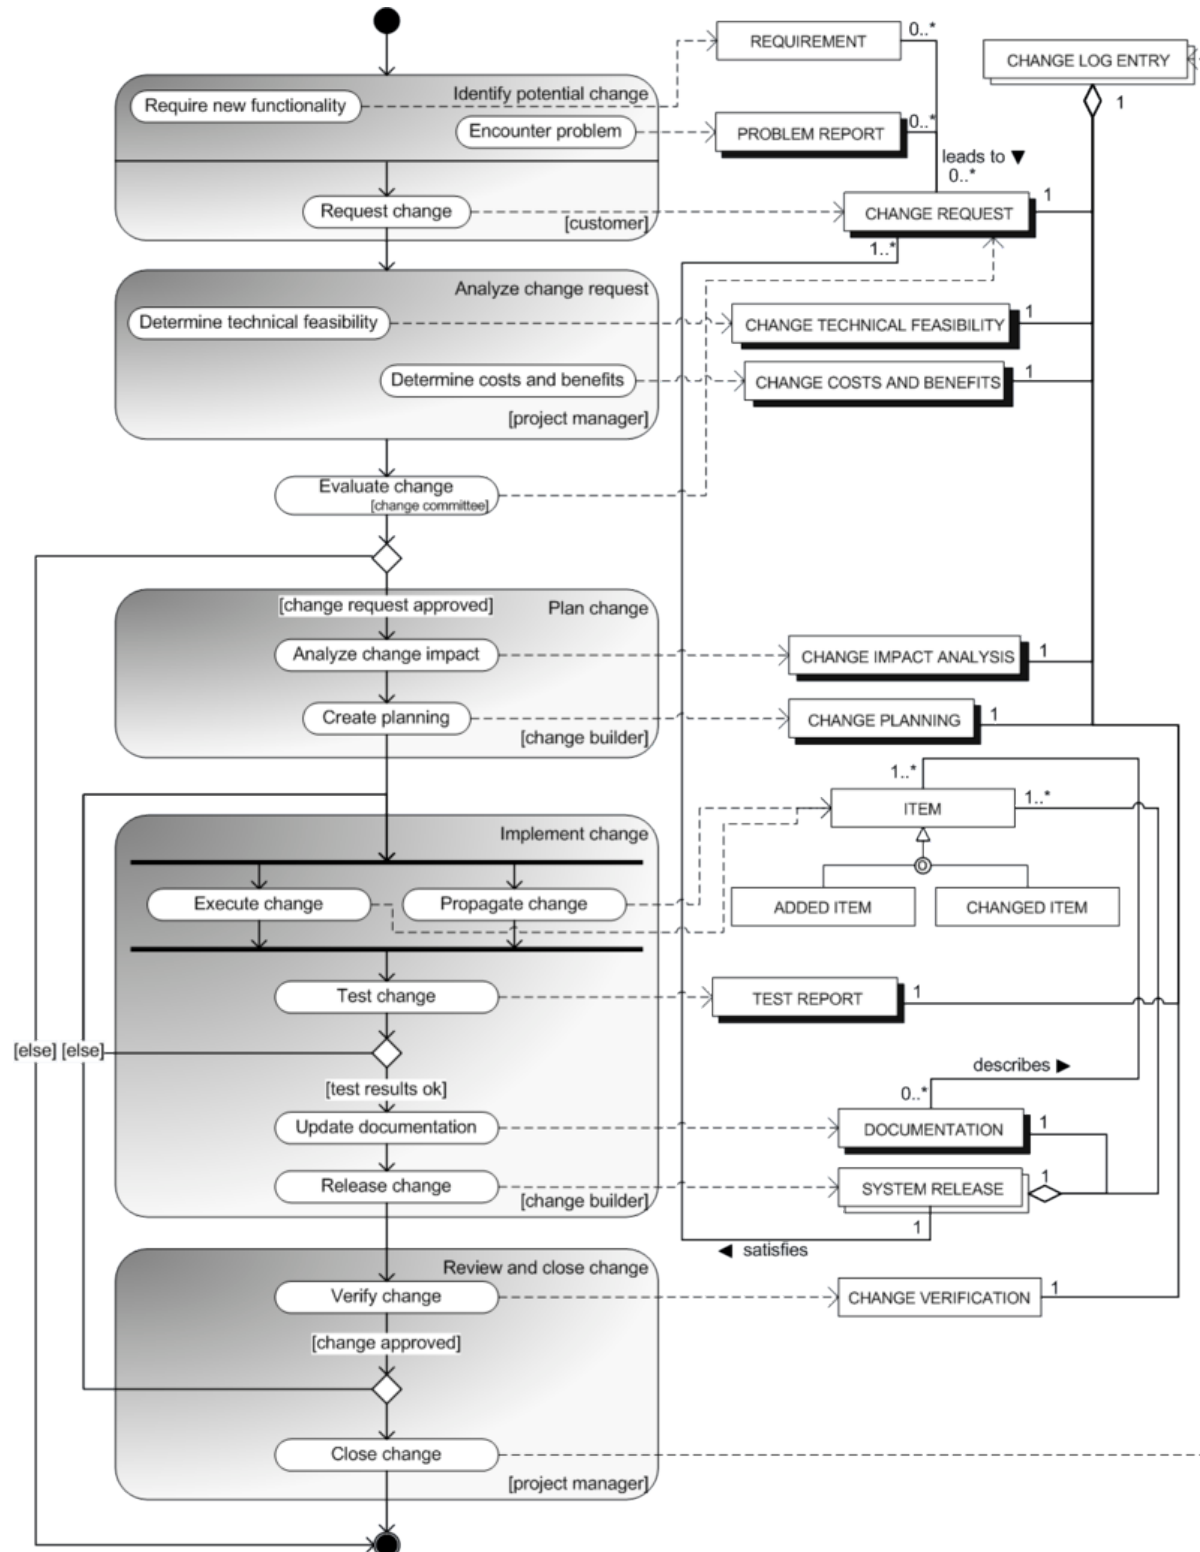 REQUIREMENT
0..*
CHANGE LOG ENTRY
1
Identify potential change
Require new functionality
Encounter problem
PROBLEM REPORT
0..*
leads to ▼
0..*
Request change
[customer]
CHANGE REQUEST
1
1..*
Analyze change request
Determine technical feasibility
CHANGE TECHNICAL FEASIBILITY
1
Determine costs and benefits
CHANGE COSTS AND BENEFITS
1
[project manager]
Evaluate change
[change committee]
[change request approved]
Plan change
Analyze change impact
CHANGE IMPACT ANALYSIS
1
Create planning
CHANGE PLANNING
1
[change builder]
1..*
ITEM
1..*
Implement change
Execute change
Propagate change
ADDED ITEM
CHANGED ITEM
Test change
TEST REPORT
1
[else] [else]
[test results ok]
describes ►
0..*
Update documentation
DOCUMENTATION
1
Release change
[change builder]
SYSTEM RELEASE
1
1
◄ satisfies
Review and close change
Verify change
CHANGE VERIFICATION
1
[change approved]
Close change
[project manager]